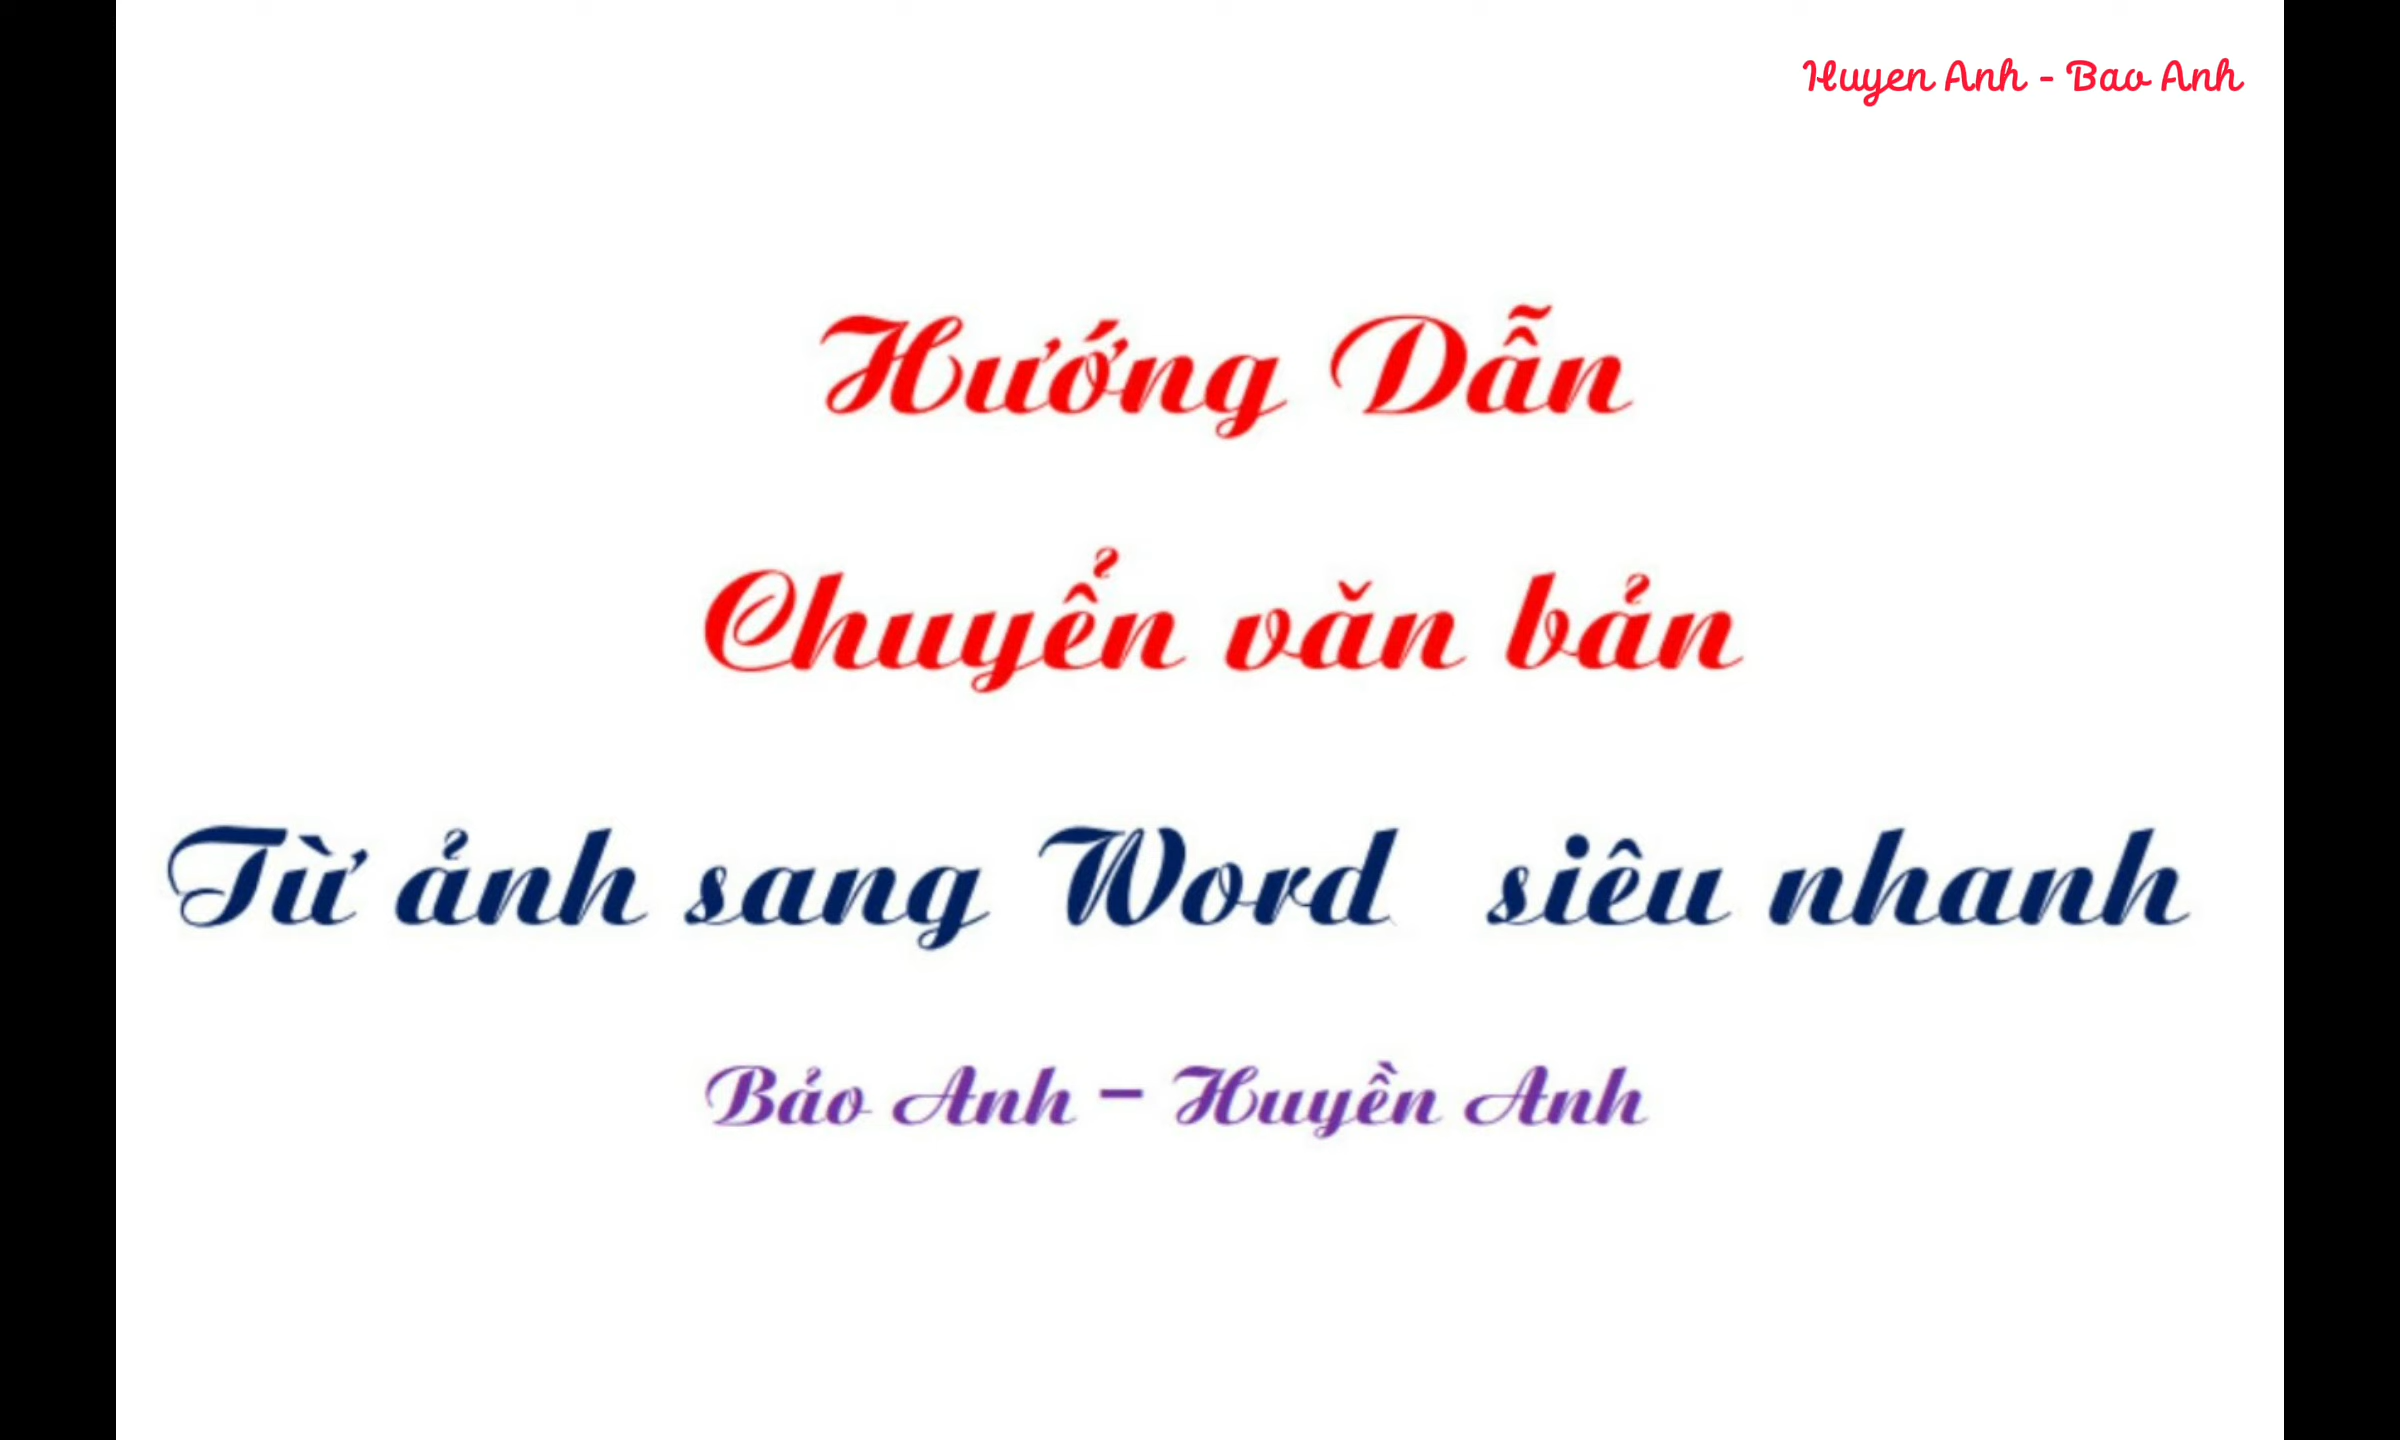 Huyen Anh - Bao Anh
Hướng Dẫn
Chuyển văn bản
Từ ảnh sang Word siêu nhanh
Bảo Anh – Huyền Anh